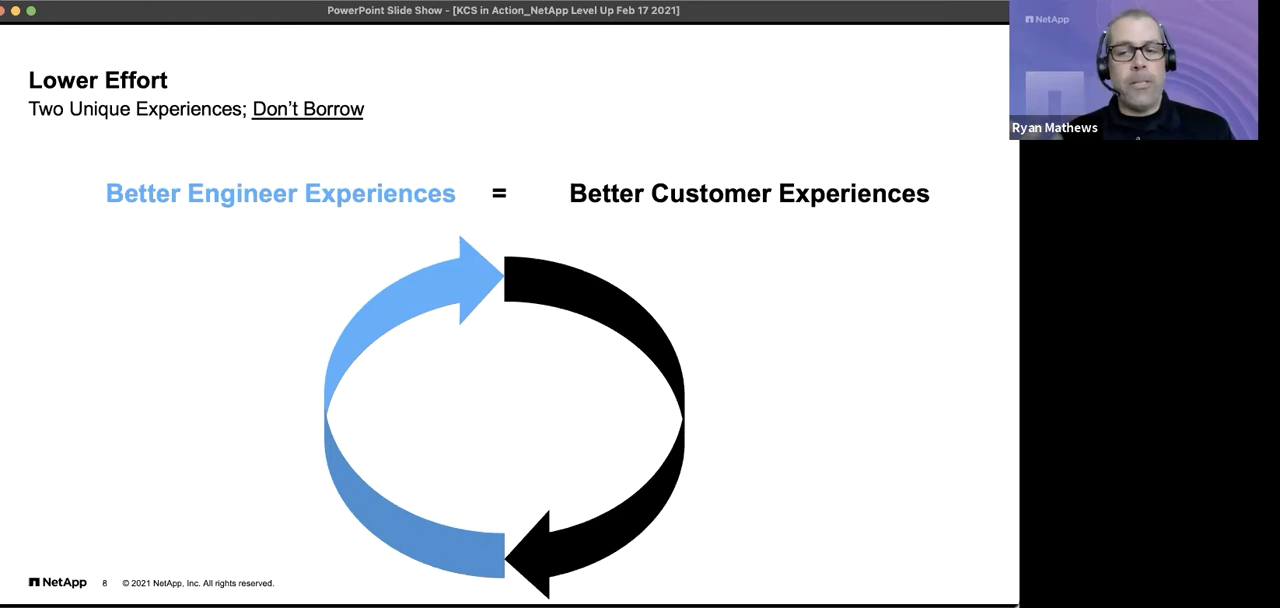 PowerPoint Slide Show - [KCS in Action_NetApp Level Up Feb 17 2021]
NetApp
Ryan Mathews
Lower Effort
Two Unique Experiences; Don't Borrow
Better Engineer Experiences = Better Customer Experiences
NetApp 8 © 2021 NetApp, Inc. All rights reserved.